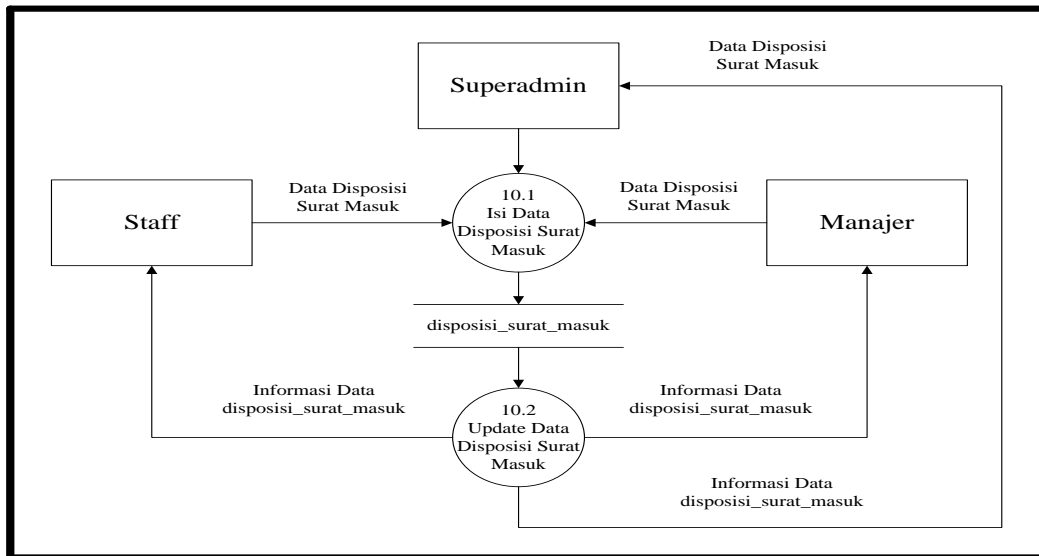 Data Disposisi
Surat Masuk
Superadmin
Staff
Data Disposisi
Surat Masuk
10.1
Isi Data
Disposisi Surat
Masuk
Data Disposisi
Surat Masuk
Manajer
disposisi_surat_masuk
Informasi Data
disposisi_surat_masuk
10.2
Update Data
Disposisi Surat
Masuk
Informasi Data
disposisi_surat_masuk
Informasi Data
disposisi_surat_masuk